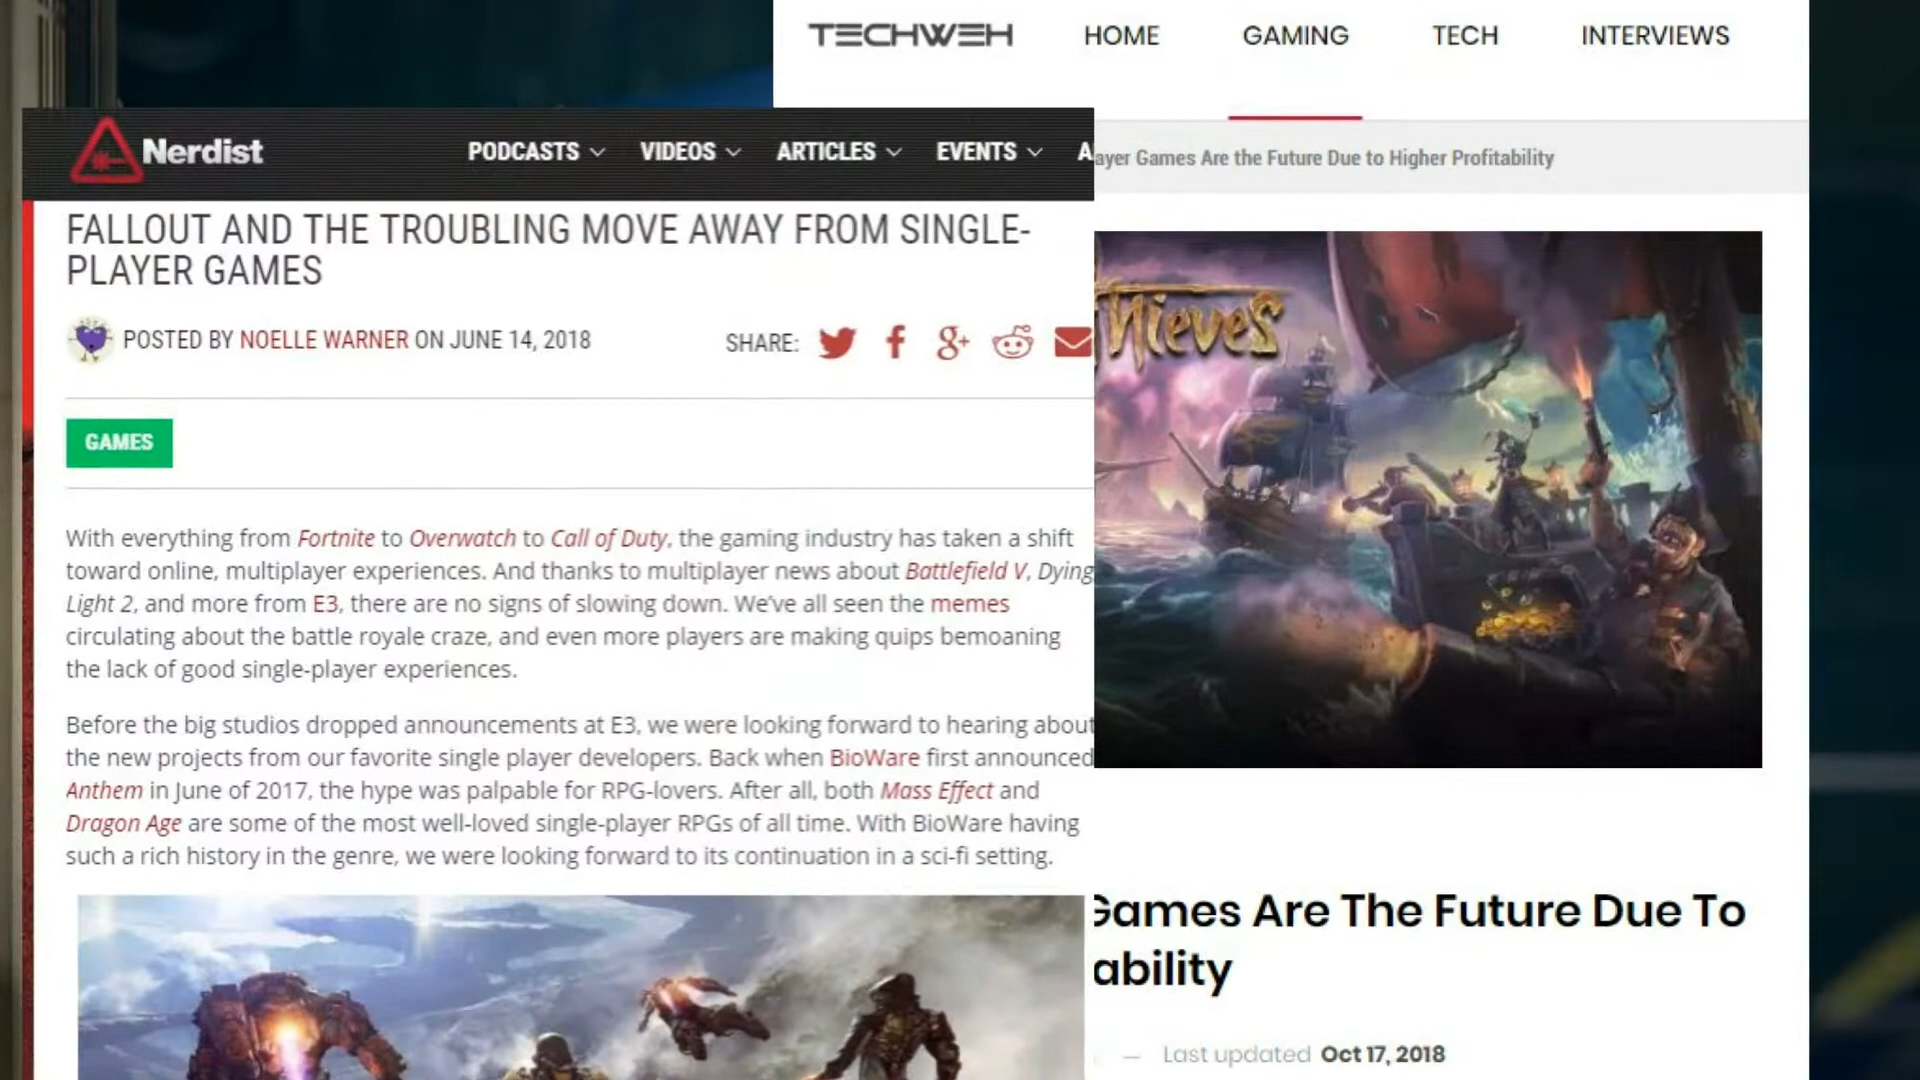 TECHWEH HOME GAMING TECH INTERVIEWS
Nerdist PODCASTS VIDEOS ARTICLES EVENTS A
FALLOUT AND THE TROUBLING MOVE AWAY FROM SINGLE-
PLAYER GAMES
POSTED BY NOELLE WARNER ON JUNE 14, 2018 SHARE:
GAMES
With everything from Fortnite to Overwatch to Call of Duty, the gaming industry has taken a shift
toward online, multiplayer experiences. And thanks to multiplayer news about Battlefield V, Dying
Light 2, and more from E3, there are no signs of slowing down. We've all seen the memes
circulating about the battle royale craze, and even more players are making quips bemoaning
the lack of good single-player experiences.
Before the big studios dropped announcements at E3, we were looking forward to hearing about
the new projects from our favorite single player developers. Back when BioWare first announced
Anthem in June of 2017, the hype was palpable for RPG-lovers. After all, both Mass Effect and
Dragon Age are some of the most well-loved single-player RPGs of all time. With BioWare having
such a rich history in the genre, we were looking forward to its continuation in a sci-fi setting.
ayer Games Are the Future Due to Higher Profitability
Thieves
Games Are The Future Due To
ability
— Last updated Oct 17, 2018